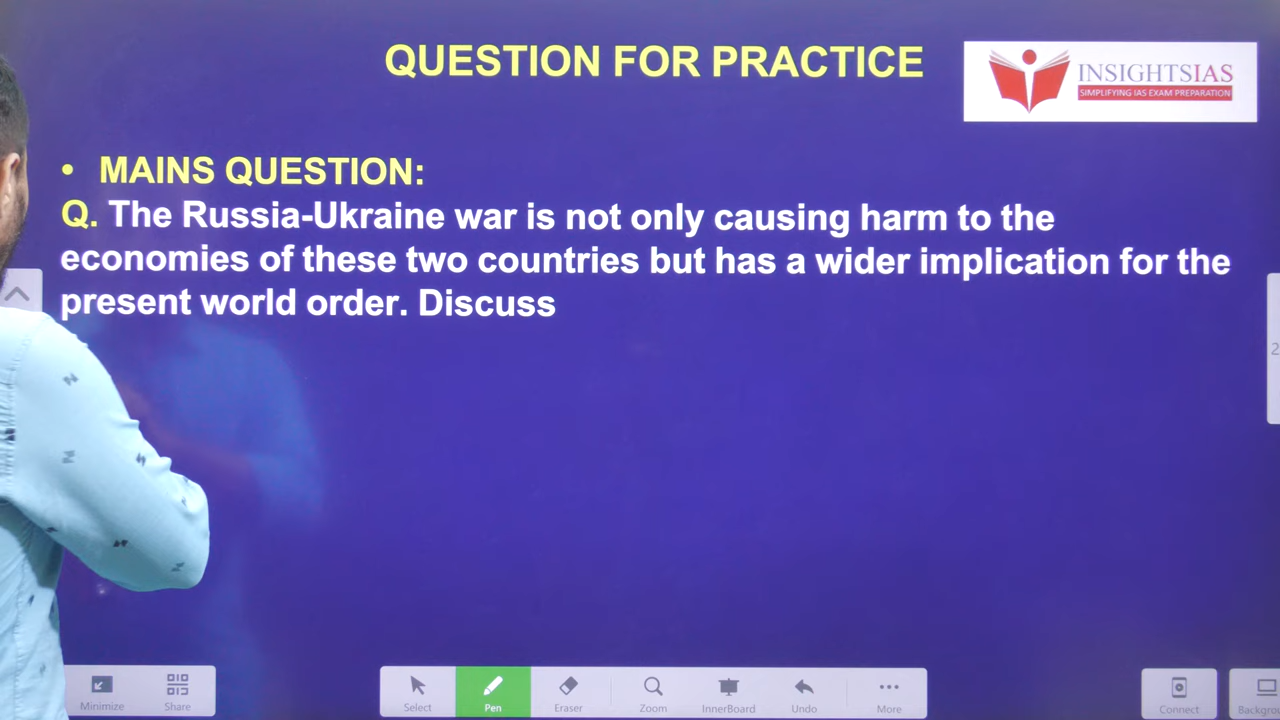 QUESTION FOR PRACTICE
INSIGHTSIAS
SIMPLIFYING IAS EXAM PREPARATION
• MAINS QUESTION:
Q. The Russia-Ukraine war is not only causing harm to the
economies of these two countries but has a wider implication for the
present world order. Discuss
2
Minimize
Share
Select
Pen
Eraser
Zoom
InnerBoard
Undo
More
Connect